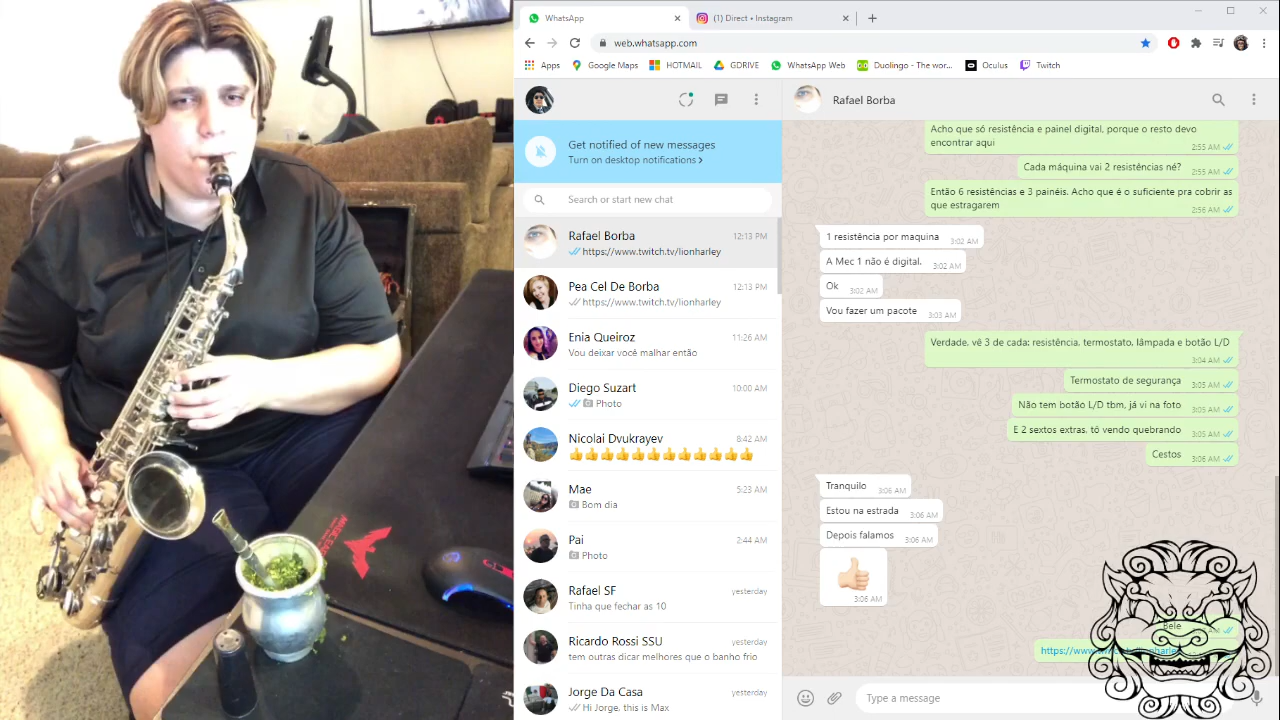 WhatsApp
(1) Direct • Instagram
web.whatsapp.com
Apps
Google Maps
HOTMAIL
GDRIVE
WhatsApp Web
Duolingo - The wor...
Oculus
Twitch
Get notified of new messages
Turn on desktop notifications >
Search or start new chat
Rafael Borba 12:13 PM
https://www.twitch.tv/lionharley
Pea Cel De Borba 12:13 PM
https://www.twitch.tv/lionharley
Enia Queiroz 11:26 AM
Vou deixar você malhar então
Diego Suzart 10:00 AM
Photo
Nicolai Dvukrayev 8:42 AM
👍👍👍👍👍👍👍👍👍👍👍👍
Mae 5:23 AM
Bom dia
Pai 2:44 AM
Photo
Rafael SF yesterday
Tinha que fechar as 10
Ricardo Rossi SSU yesterday
tem outras dicar melhores que o banho frio
Jorge Da Casa yesterday
Hi Jorge, this is Max
Rafael Borba
Acho que só resistência e painel digital, porque o resto devo
encontrar aqui
2:55 AM
Cada máquina vai 2 resistências né? 2:55 AM
Então 6 resistências e 3 painéis. Acho que é o suficiente pra cobrir as
que estragarem
2:56 AM
1 resistência por maquina 3:02 AM
A Mec 1 não é digital. 3:02 AM
Ok 3:02 AM
Vou fazer um pacote 3:03 AM
Verdade, vê 3 de cada: resistência, termostato, lâmpada e botão L/D
3:04 AM
Termostato de segurança 3:05 AM
Não tem botão L/D tbm, já vi na foto 3:05 AM
E 2 sextos extras, tô vendo quebrando 3:05 AM
Cestos 3:06 AM
Tranquilo 3:06 AM
Estou na estrada 3:06 AM
Depois falamos 3:06 AM
👍🏻
3:06 AM
Bele
https://www.
Type a message